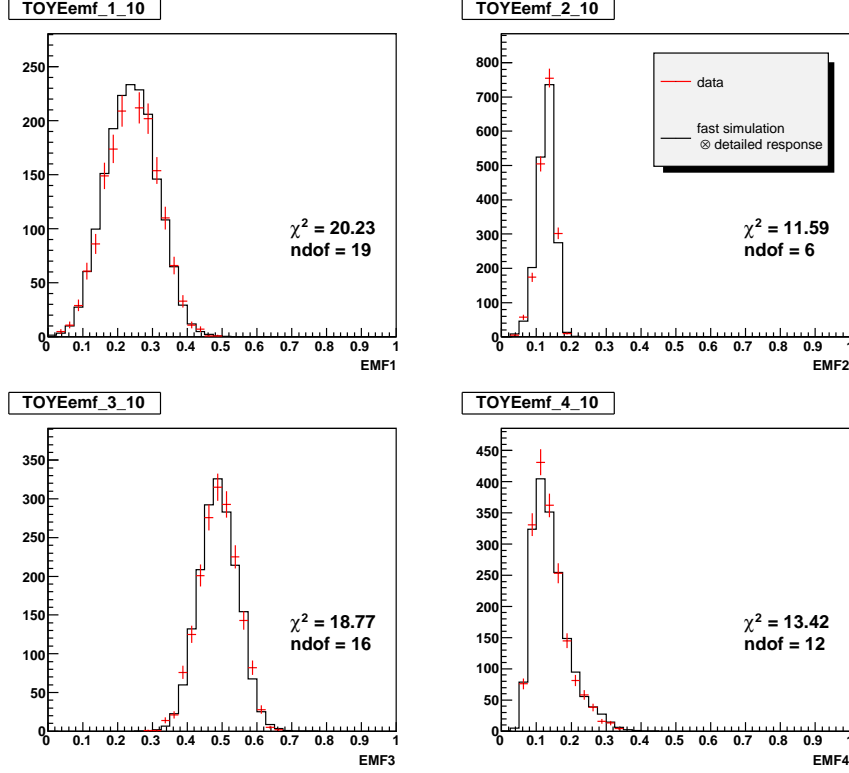 TOYEemf_1_10
250
200
150
100
50
0
0 0.1 0.2 0.3 0.4 0.5 0.6 0.7 0.8 0.9 1
EMF1
χ² = 20.23
ndof = 19
TOYEemf_2_10
800
700
600
500
400
300
200
100
0
0 0.1 0.2 0.3 0.4 0.5 0.6 0.7 0.8 0.9 1
EMF2
data
fast simulation
⊗ detailed response
χ² = 11.59
ndof = 6
TOYEemf_3_10
350
300
250
200
150
100
50
0
0 0.1 0.2 0.3 0.4 0.5 0.6 0.7 0.8 0.9 1
EMF3
χ² = 18.77
ndof = 16
TOYEemf_4_10
450
400
350
300
250
200
150
100
50
0
0 0.1 0.2 0.3 0.4 0.5 0.6 0.7 0.8 0.9 1
EMF4
χ² = 13.42
ndof = 12